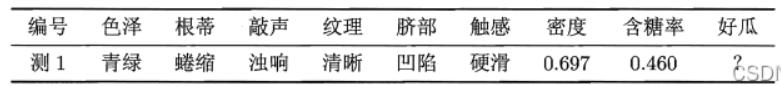 编号 色泽 根蒂 敲声 纹理 脐部 触感 密度 含糖率 好瓜
测1 青绿 蜷缩 浊响 清晰 凹陷 硬滑 0.697 0.460 ?
CSDN